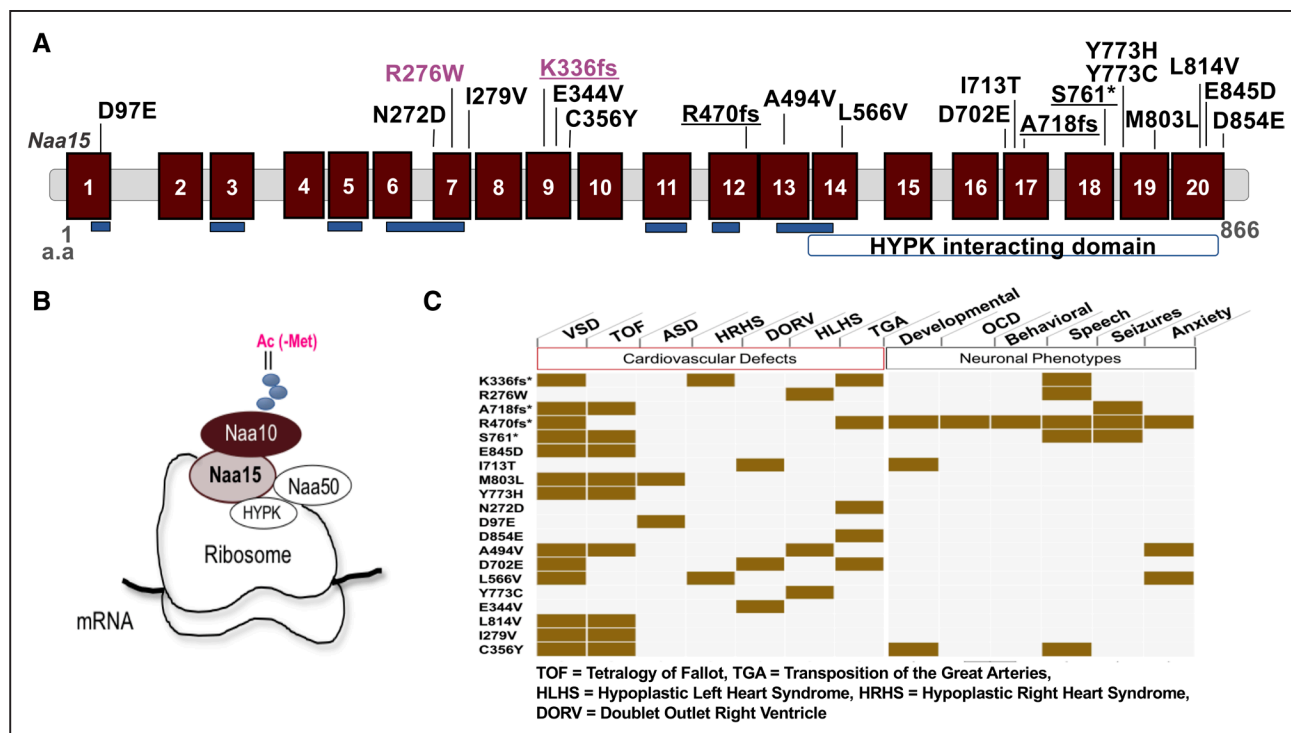 A
R276W
K336fs
Y773H
Y773C
L814V
D97E
N272D
I279V
E344V
C356Y
R470fs
A494V
L566V
I713T
D702E
S761*
A718fs
M803L
E845D
D854E
Naa15
1 2 3 4 5 6 7 8 9 10 11 12 13 14 15 16 17 18 19 20
1
a.a
866
HYPK interacting domain
B
Ac (-Met)
Naa10
Naa15
Naa50
HYPK
Ribosome
mRNA
C
VSD TOF ASD HRHS DORV HLHS TGA Developmental OCD Behavioral Speech Seizures Anxiety
Cardiovascular Defects Neuronal Phenotypes
K336fs*
R276W
A718fs*
R470fs*
S761*
E845D
I713T
M803L
Y773H
N272D
D97E
D854E
A494V
D702E
L566V
Y773C
E344V
L814V
I279V
C356Y
TOF = Tetralogy of Fallot, TGA = Transposition of the Great Arteries,
HLHS = Hypoplastic Left Heart Syndrome, HRHS = Hypoplastic Right Heart Syndrome,
DORV = Doublet Outlet Right Ventricle